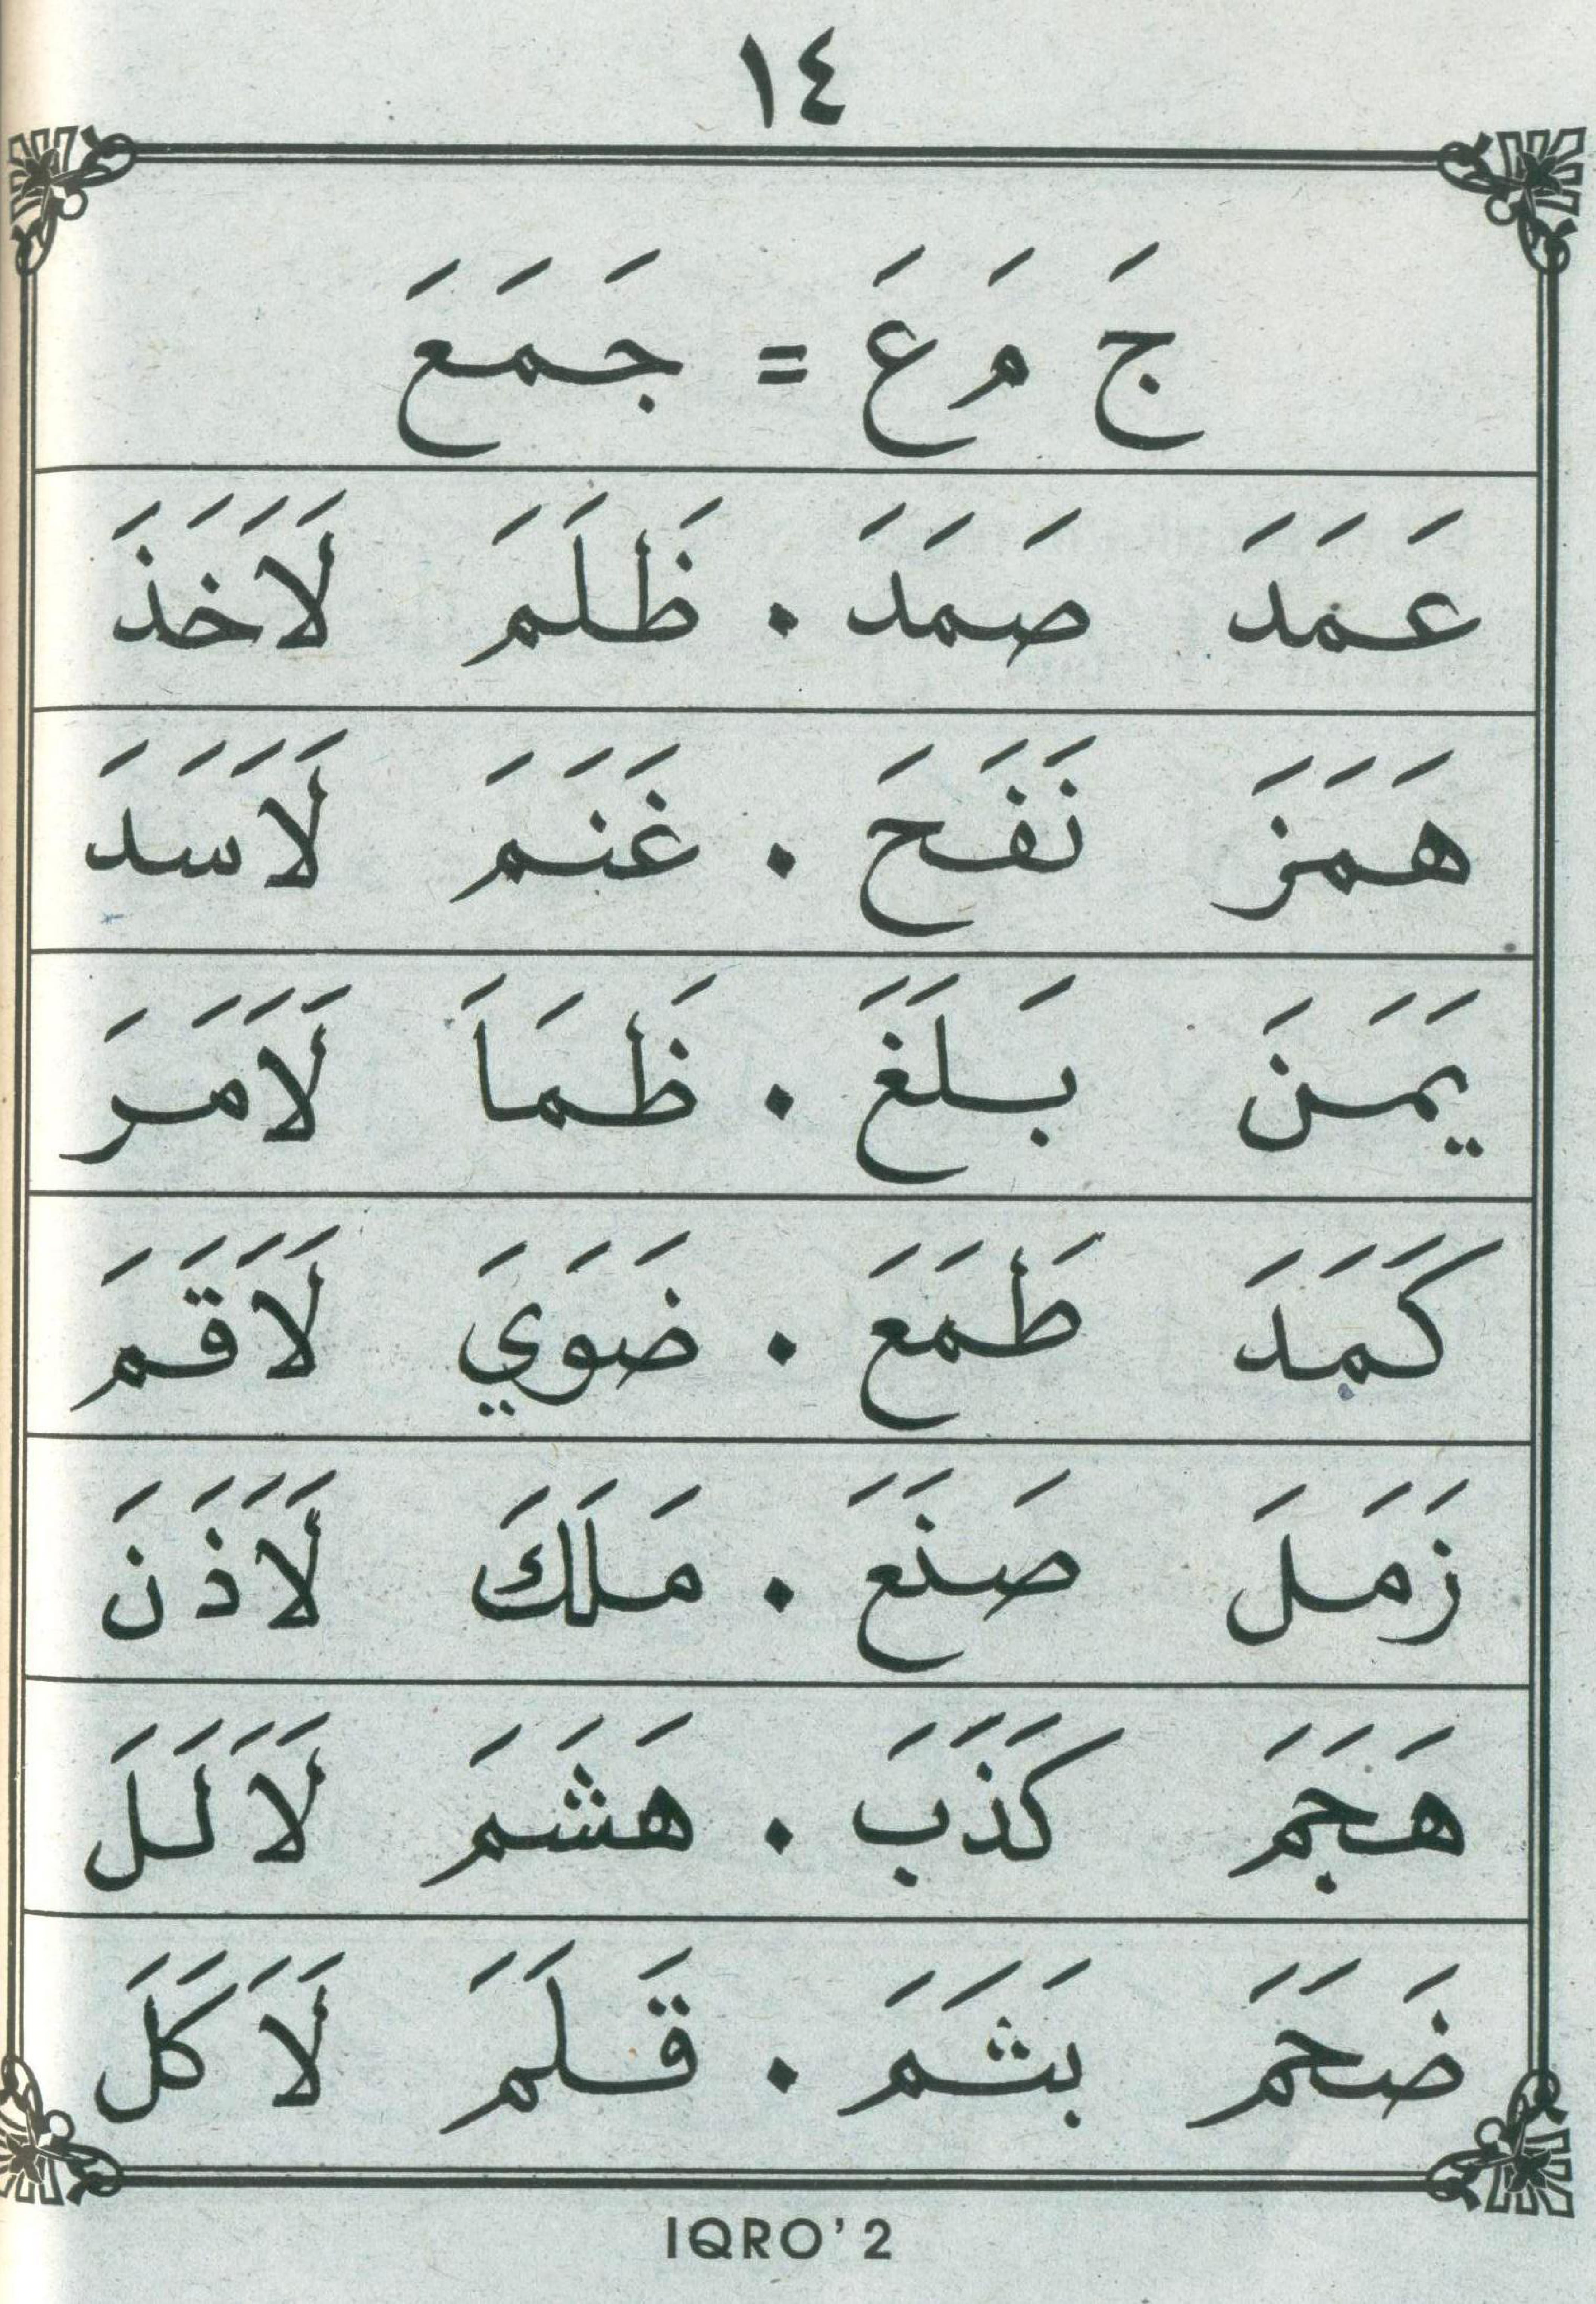 ١٤
جَ مَ عَ = جَمَعَ
عَمَدَ صَمَدَ . ظَلَمَ لَاَخَذَ
هَمَزَ نَفَحَ . غَنَمَ لَاَسَدَ
يَمَنَ بَلَغَ . ظَمَاَ لَاَمَرَ
كَمَدَ طَمَعَ . ضَوَيَ لَاَقَمَ
زَمَلَ صَنَعَ . مَلَكَ لَاَذَنَ
هَجَمَ كَذَبَ . هَشَمَ لَاَلَلَ
ضَحَمَ بَثَمَ . قَلَمَ لَاَكَلَ
IQRO’2